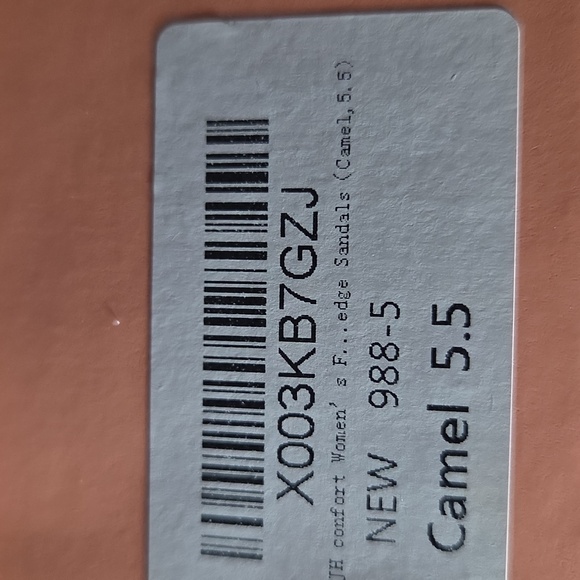 X003KB7GZJ
JH confort Women's F...edge Sandals (Camel, 5.5)
NEW 988-5
Camel 5.5